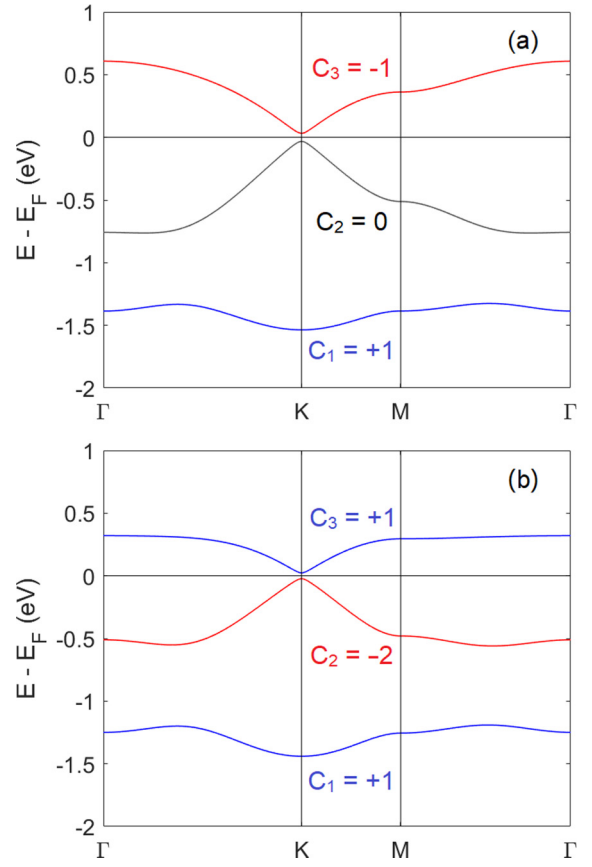 1
(a)
C₃ = -1
0.5
0
E - E_F (eV)
-0.5
C₂ = 0
-1
-1.5
C₁ = +1
-2
Γ K M Γ
1
(b)
C₃ = +1
0.5
0
E - E_F (eV)
-0.5
C₂ = -2
-1
-1.5
C₁ = +1
-2
Γ K M Γ